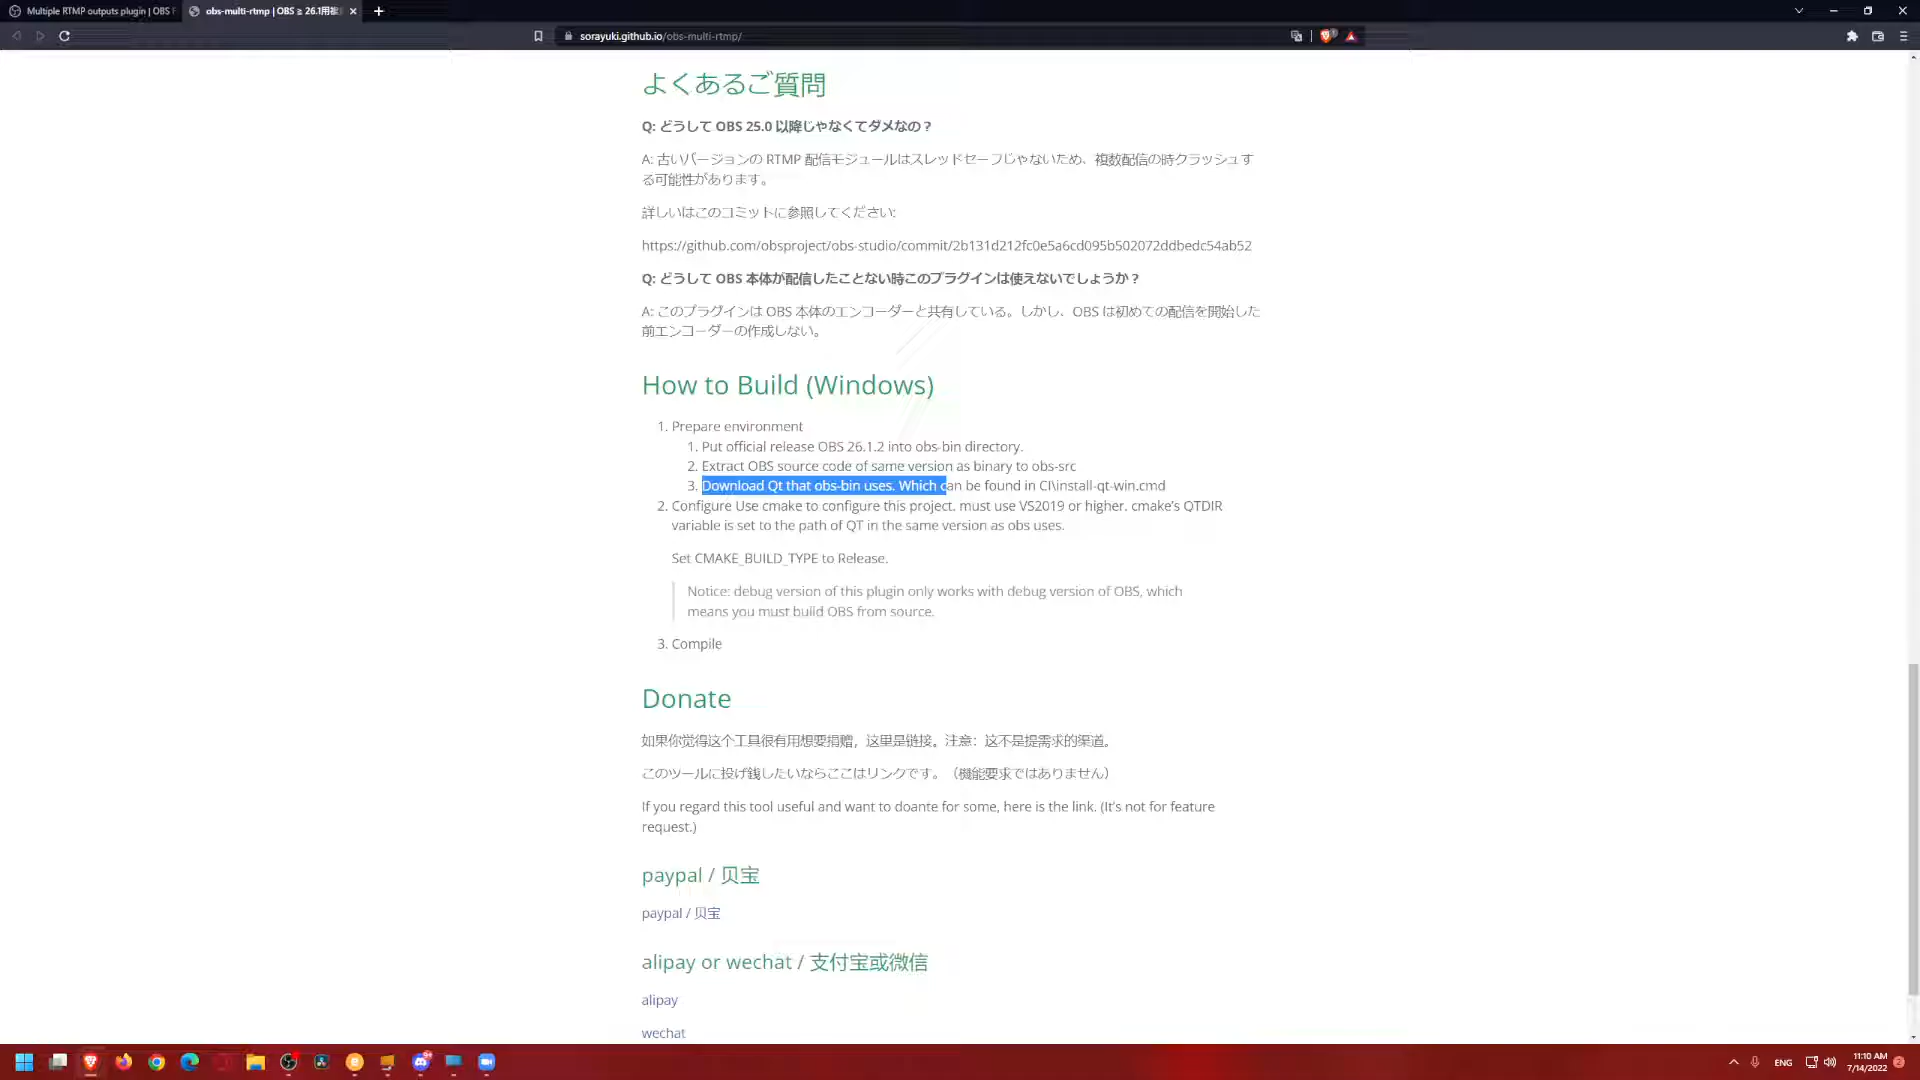 Multiple RTMP outputs plugin | OBS F
obs-multi-rtmp | OBS ≥ 26.1用複
sorayuki.github.io/obs-multi-rtmp/
よくあるご質問
Q: どうして OBS 25.0 以降じゃなくてダメなの？
A: 古いバージョンの RTMP 配信モジュールはスレッドセーフじゃないため、複数配信の時クラッシュす
る可能性があります。
詳しいはこのコミットに参照してください:
https://github.com/obsproject/obs-studio/commit/2b131d212fc0e5a6cd095b502072ddbedc54ab52
Q: どうして OBS 本体が配信したことない時このプラグインは使えないでしょうか？
A: このプラグインは OBS 本体のエンコーダーと共有している。しかし、OBS は初めての配信を開始した
前エンコーダーの作成しない。
How to Build (Windows)
1. Prepare environment
1. Put official release OBS 26.1.2 into obs-bin directory.
2. Extract OBS source code of same version as binary to obs-src
3. Download Qt that obs-bin uses. Which can be found in CI\install-qt-win.cmd
2. Configure Use cmake to configure this project. must use VS2019 or higher. cmake's QTDIR
variable is set to the path of QT in the same version as obs uses.
Set CMAKE_BUILD_TYPE to Release.
Notice: debug version of this plugin only works with debug version of OBS, which
means you must build OBS from source.
3. Compile
Donate
如果你觉得这个工具很有用想要捐赠，这里是链接。注意：这不是提需求的渠道。
このツールに投げ銭したいならここはリンクです。（機能要求ではありません）
If you regard this tool useful and want to doante for some, here is the link. (It's not for feature
request.)
paypal / 贝宝
paypal / 贝宝
alipay or wechat / 支付宝或微信
alipay
wechat
ENG
11:10 AM
7/14/2022
2